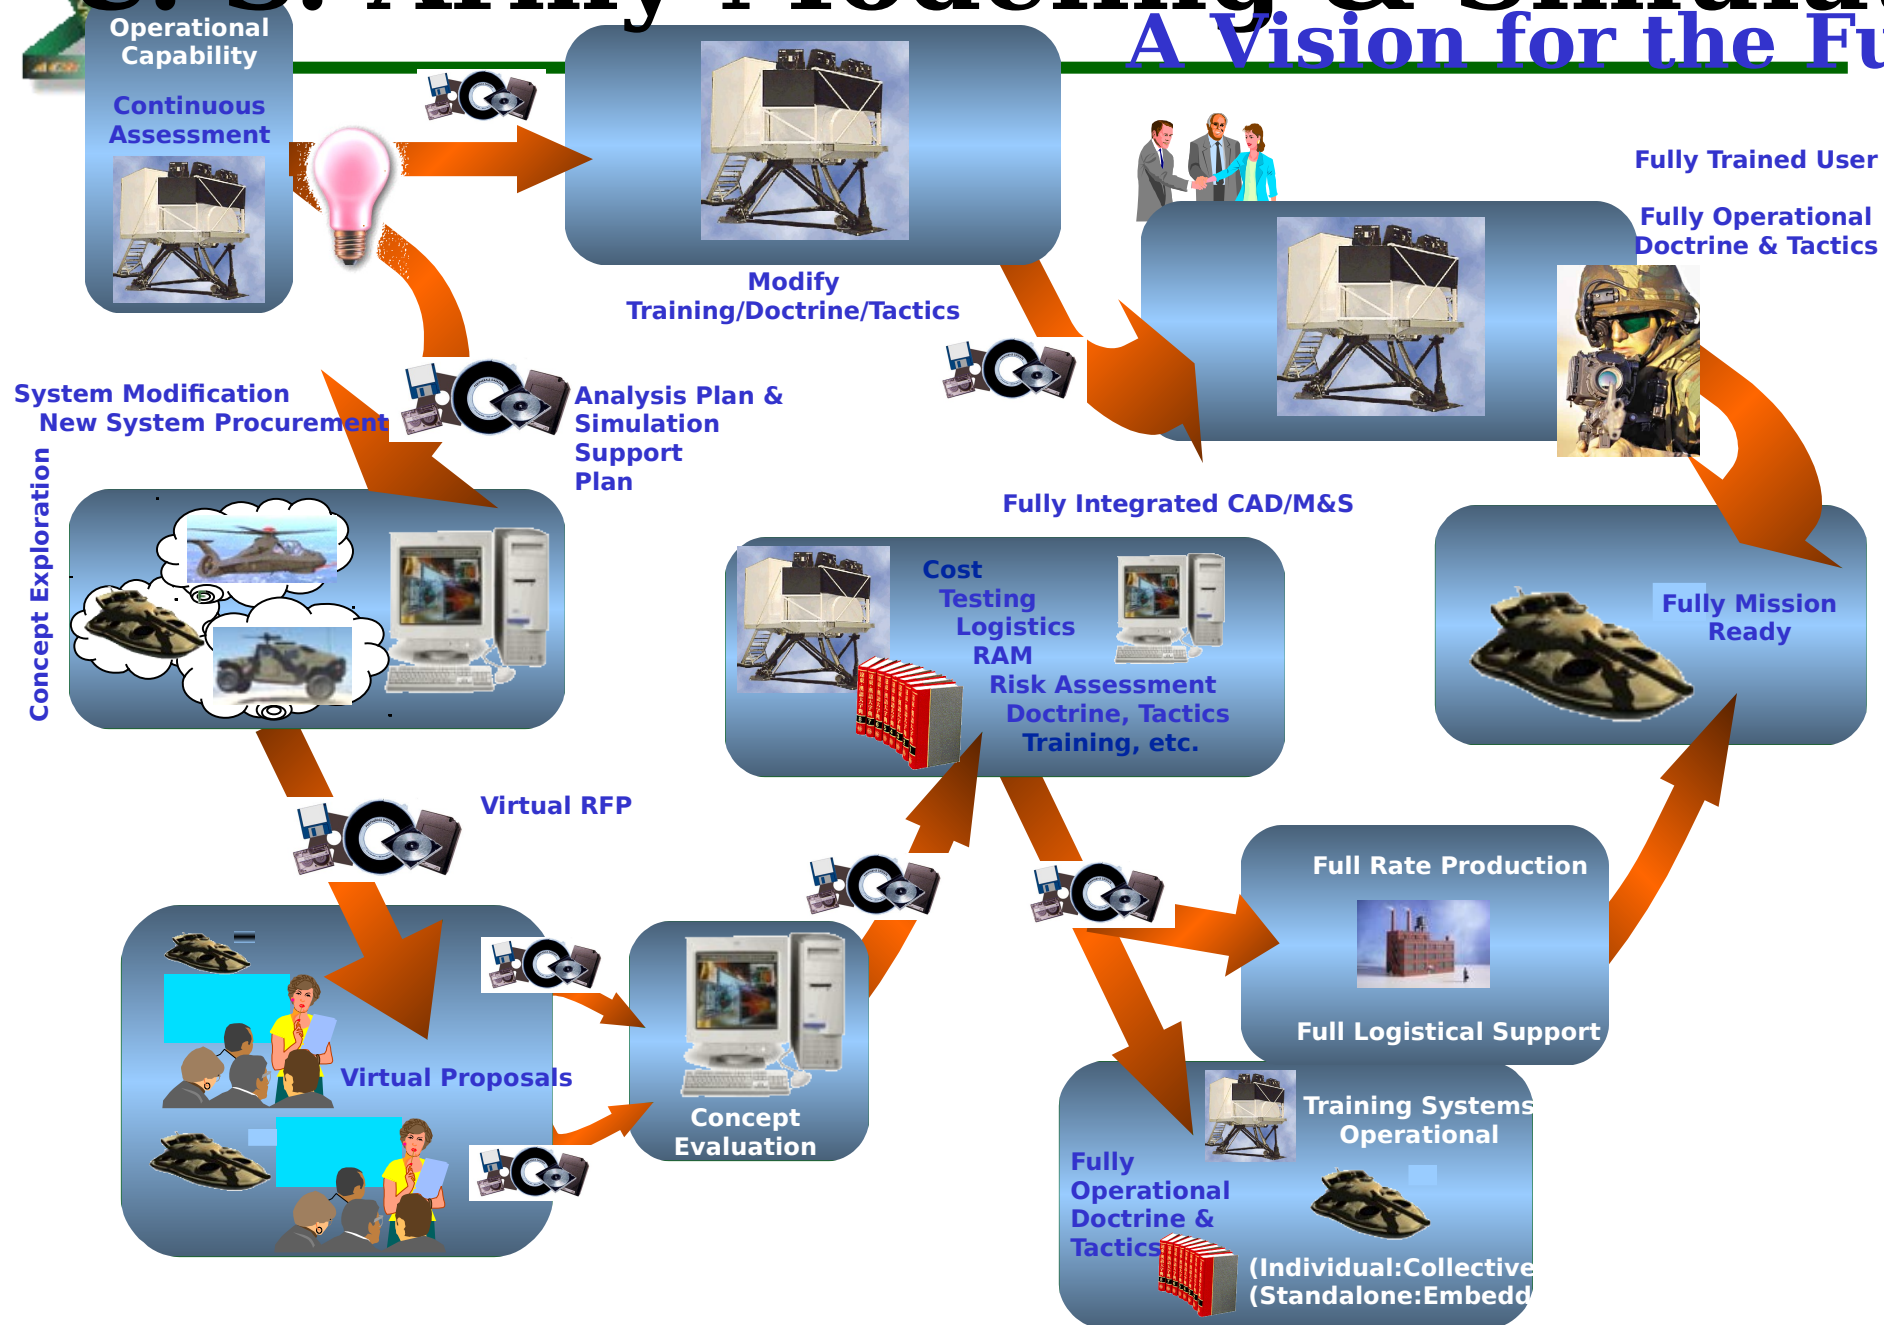 U. S. Army Modeling & Simulat
A Vision for the Fu
Operational
Capability
Continuous
Assessment
Modify
Training/Doctrine/Tactics
Fully Trained User
Fully Operational
Doctrine & Tactics
System Modification
New System Procurement
Analysis Plan &
Simulation
Support
Plan
Concept Exploration
Fully Integrated CAD/M&S
Cost
Testing
Logistics
RAM
Risk Assessment
Doctrine, Tactics
Training, etc.
Fully Mission
Ready
Virtual RFP
Full Rate Production
Full Logistical Support
Virtual Proposals
Concept
Evaluation
Training Systems
Operational
Fully
Operational
Doctrine &
Tactics
(Individual:Collective
(Standalone:Embedd